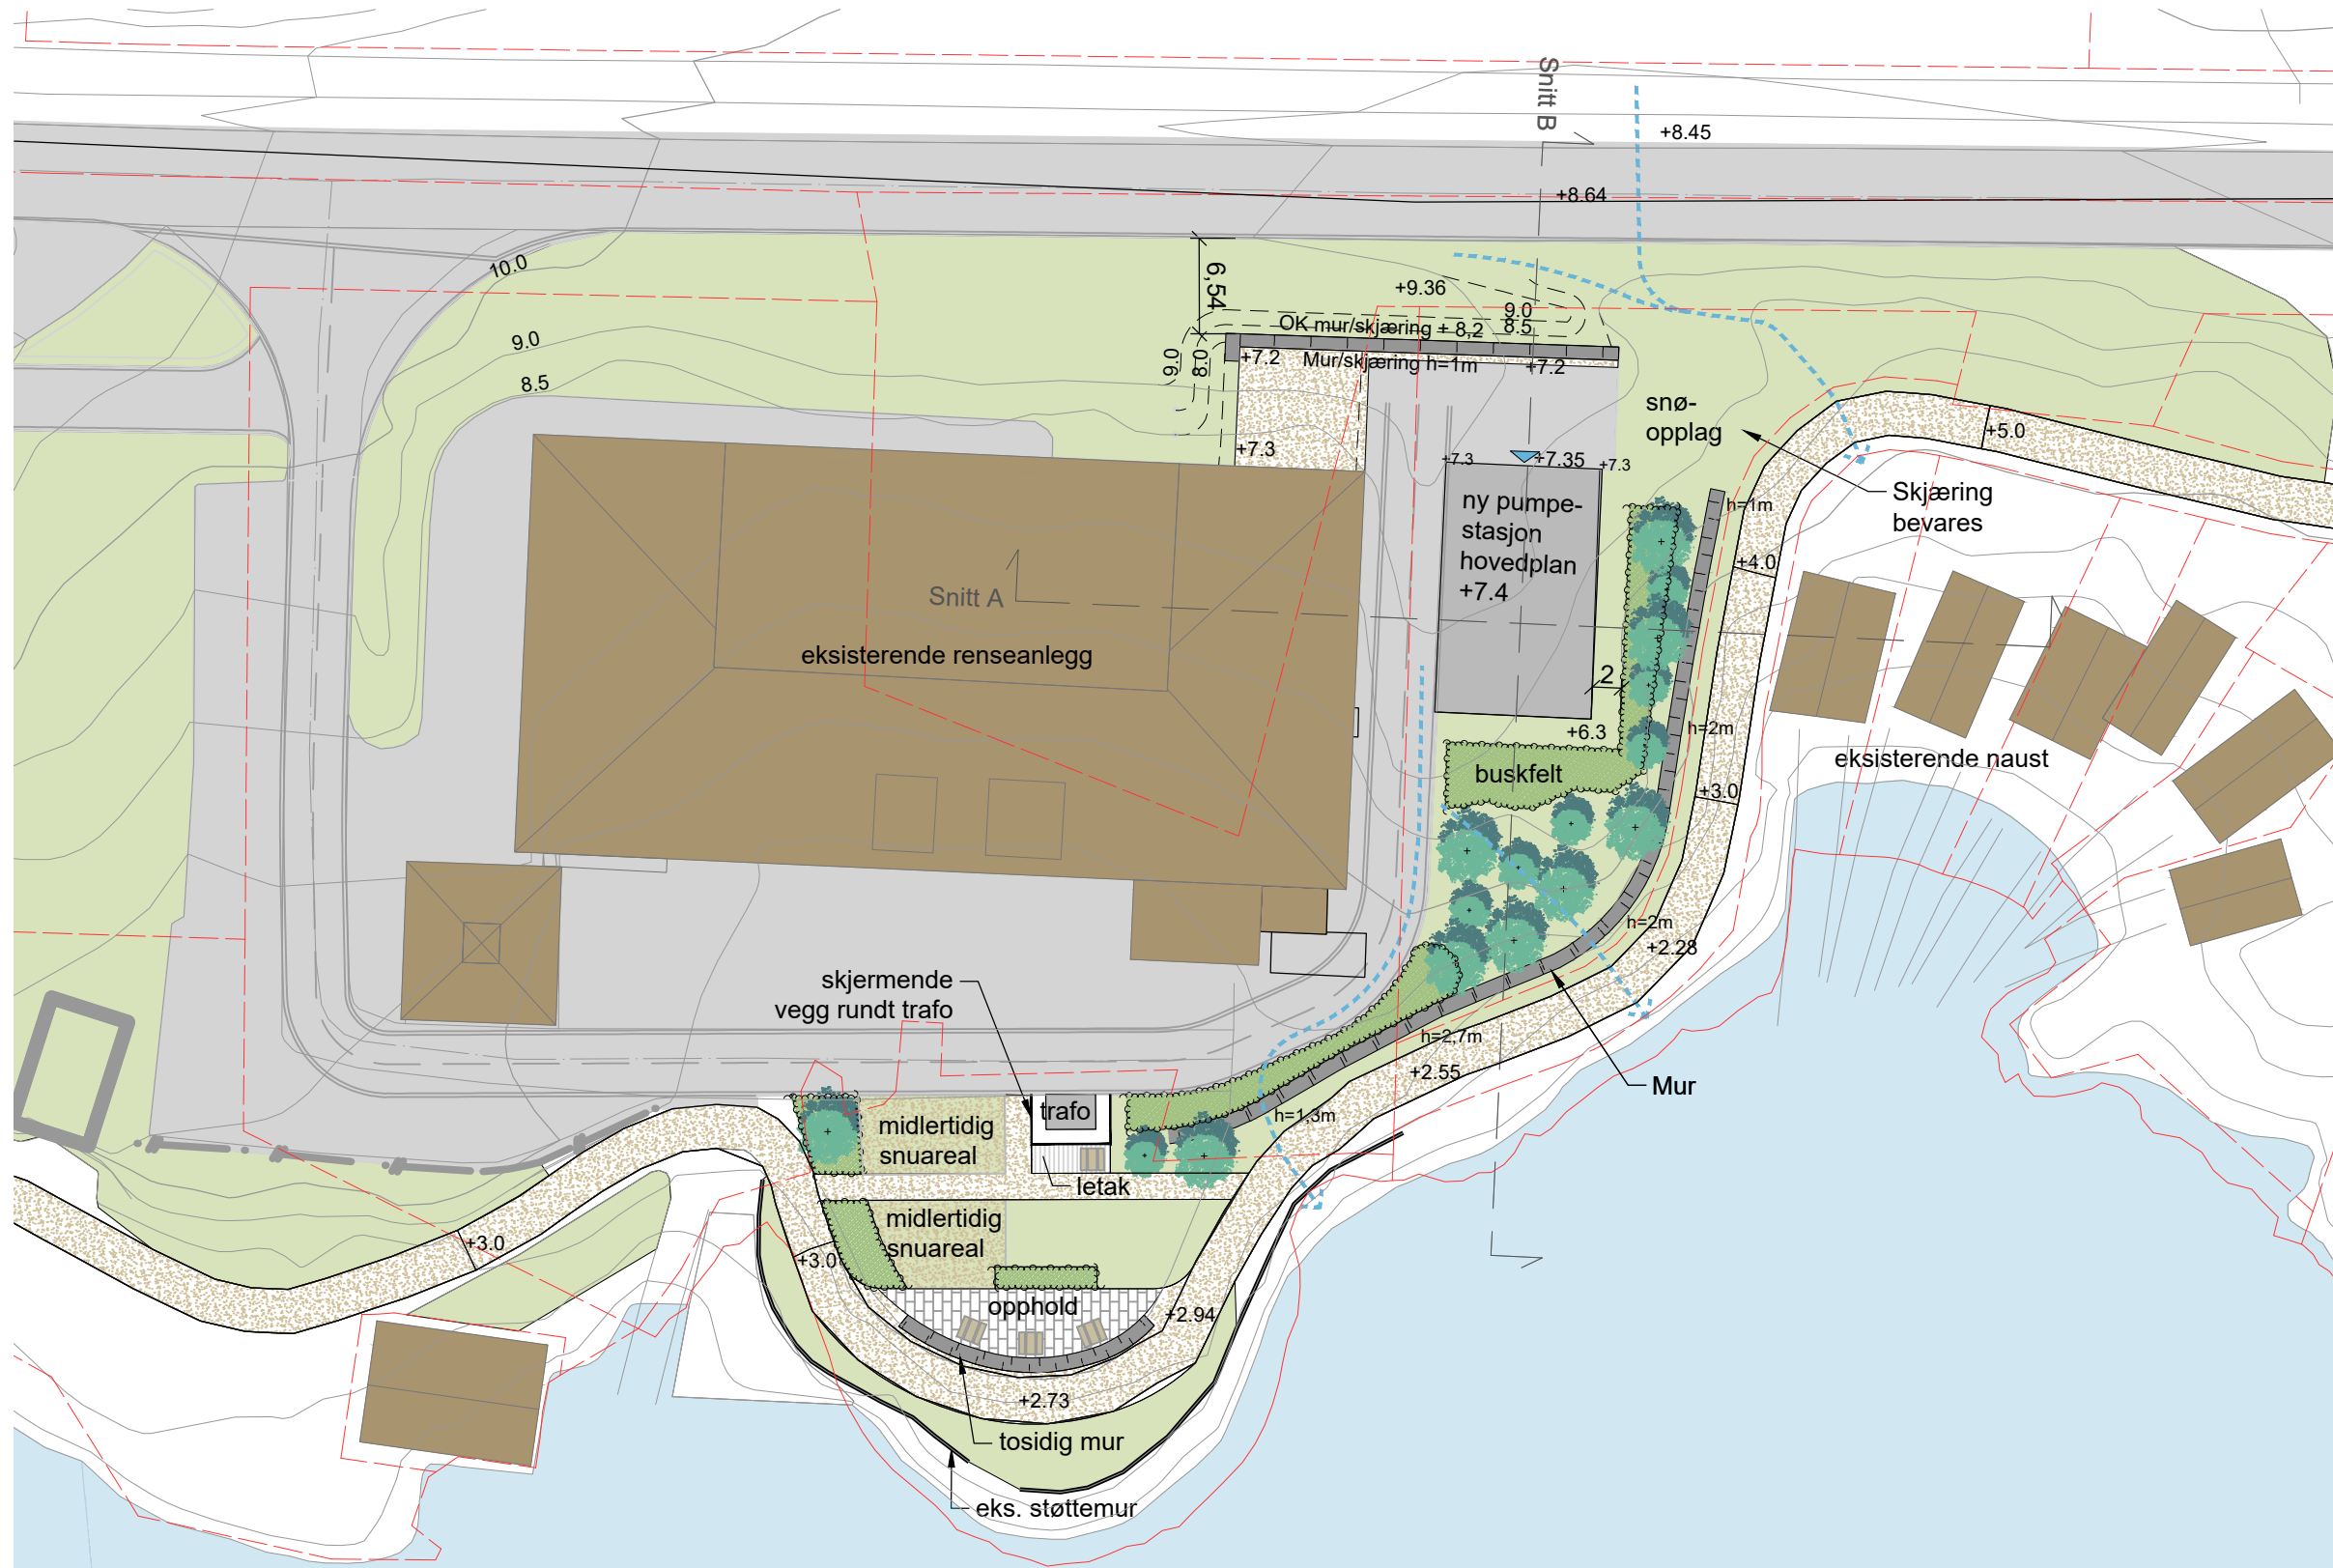 Snitt B
+8.45
+8.64
10.0
6,54
+9.36
9.0
OK mur/skjæring + 8,2
8.5
9.0
9.0
8.0
+7.2
Mur/skjæring h=1m
+7.2
8.5
snø-
opplag
+5.0
+7.3
+7.3
+7.35
+7.3
Skjæring
bevares
h=1m
ny pumpe-
stasjon
hovedplan
+7.4
+4.0
Snitt A
eksisterende renseanlegg
2
+6.3
h=2m
eksisterende naust
buskfelt
+3.0
h=2m
+2.28
skjermende
vegg rundt trafo
h=2,7m
+2.55
Mur
trafo
h=1,3m
midlertidig
snuareal
letak
midlertidig
snuareal
+3.0
+3.0
opphold
+2.94
+2.73
tosidig mur
eks. støttemur